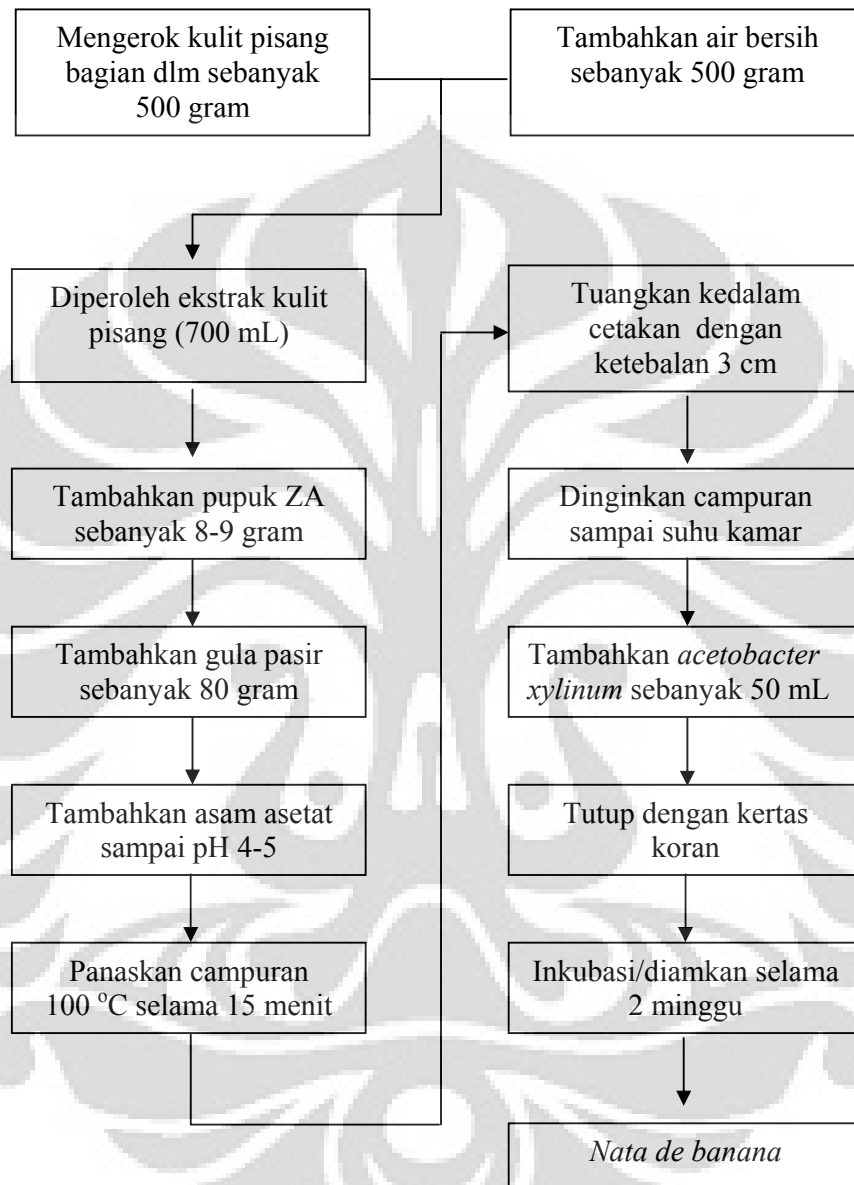 Mengerok kulit pisang
bagian dlm sebanyak
500 gram
Tambahkan air bersih
sebanyak 500 gram
Diperoleh ekstrak kulit
pisang (700 mL)
Tambahkan pupuk ZA
sebanyak 8-9 gram
Tambahkan gula pasir
sebanyak 80 gram
Tambahkan asam asetat
sampai pH 4-5
Panaskan campuran
100 °C selama 15 menit
Tuangkan kedalam
cetakan dengan
ketebalan 3 cm
Dinginkan campuran
sampai suhu kamar
Tambahkan acetobacter
xylinum sebanyak 50 mL
Tutup dengan kertas
koran
Inkubasi/diamkan selama
2 minggu
Nata de banana